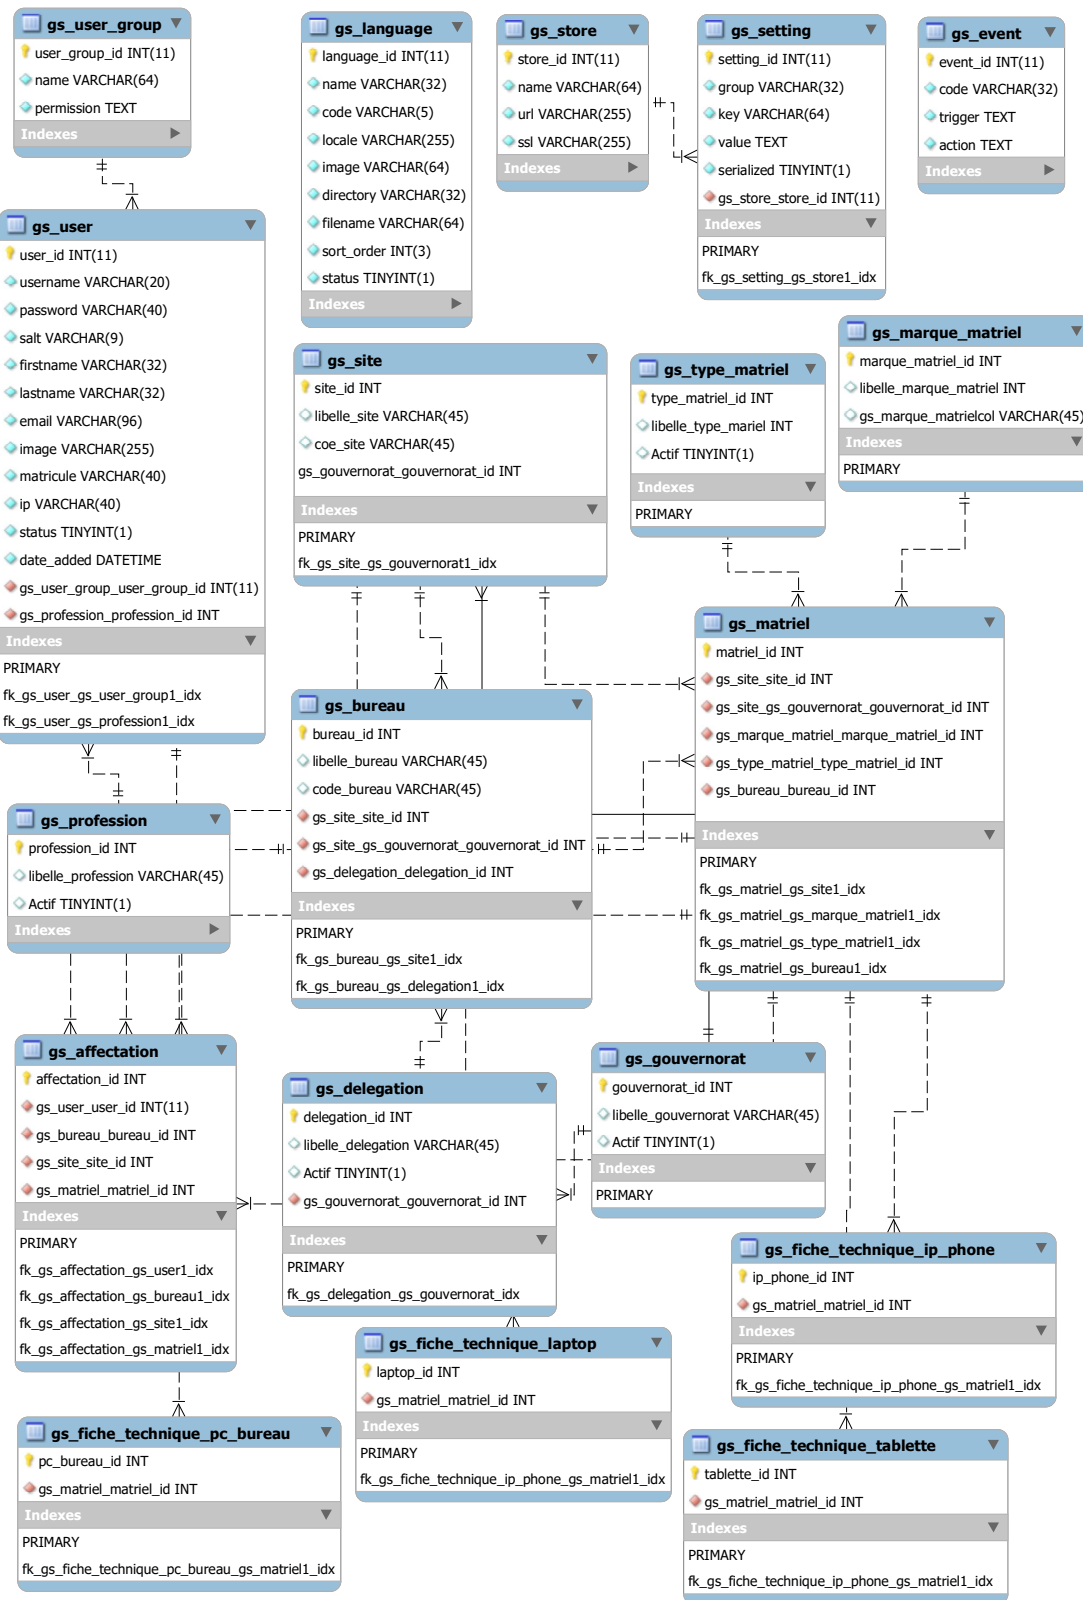 gs_user_group
user_group_id INT(11)
name VARCHAR(64)
permission TEXT
Indexes
gs_language
language_id INT(11)
name VARCHAR(32)
code VARCHAR(5)
locale VARCHAR(255)
image VARCHAR(64)
directory VARCHAR(32)
filename VARCHAR(64)
sort_order INT(3)
status TINYINT(1)
Indexes
gs_store
store_id INT(11)
name VARCHAR(64)
url VARCHAR(255)
ssl VARCHAR(255)
Indexes
gs_setting
setting_id INT(11)
group VARCHAR(32)
key VARCHAR(64)
value TEXT
serialized TINYINT(1)
gs_store_store_id INT(11)
Indexes
PRIMARY
fk_gs_setting_gs_store1_idx
gs_event
event_id INT(11)
code VARCHAR(32)
trigger TEXT
action TEXT
Indexes
gs_user
user_id INT(11)
username VARCHAR(20)
password VARCHAR(40)
salt VARCHAR(9)
firstname VARCHAR(32)
lastname VARCHAR(32)
email VARCHAR(96)
image VARCHAR(255)
matricule VARCHAR(40)
ip VARCHAR(40)
status TINYINT(1)
date_added DATETIME
gs_user_group_user_group_id INT(11)
gs_profession_profession_id INT
Indexes
PRIMARY
fk_gs_user_gs_user_group1_idx
fk_gs_user_gs_profession1_idx
gs_site
site_id INT
libelle_site VARCHAR(45)
coe_site VARCHAR(45)
gs_gouvernorat_gouvernorat_id INT
Indexes
PRIMARY
fk_gs_site_gs_gouvernorat1_idx
gs_type_matriel
type_matriel_id INT
libelle_type_mariel INT
Actif TINYINT(1)
Indexes
PRIMARY
gs_marque_matriel
marque_matriel_id INT
libelle_marque_matriel INT
gs_marque_matrielcol VARCHAR(45)
Indexes
PRIMARY
gs_bureau
bureau_id INT
libelle_bureau VARCHAR(45)
code_bureau VARCHAR(45)
gs_site_site_id INT
gs_site_gs_gouvernorat_gouvernorat_id INT
gs_delegation_delegation_id INT
Indexes
PRIMARY
fk_gs_bureau_gs_site1_idx
fk_gs_bureau_gs_delegation1_idx
gs_matriel
matriel_id INT
gs_site_site_id INT
gs_site_gs_gouvernorat_gouvernorat_id INT
gs_marque_matriel_marque_matriel_id INT
gs_type_matriel_type_matriel_id INT
gs_bureau_bureau_id INT
Indexes
PRIMARY
fk_gs_matriel_gs_site1_idx
fk_gs_matriel_gs_marque_matriel1_idx
fk_gs_matriel_gs_type_matriel1_idx
fk_gs_matriel_gs_bureau1_idx
gs_profession
profession_id INT
libelle_profession VARCHAR(45)
Actif TINYINT(1)
Indexes
gs_affectation
affectation_id INT
gs_user_user_id INT(11)
gs_bureau_bureau_id INT
gs_site_site_id INT
gs_matriel_matriel_id INT
Indexes
PRIMARY
fk_gs_affectation_gs_user1_idx
fk_gs_affectation_gs_bureau1_idx
fk_gs_affectation_gs_site1_idx
fk_gs_affectation_gs_matriel1_idx
gs_delegation
delegation_id INT
libelle_delegation VARCHAR(45)
Actif TINYINT(1)
gs_gouvernorat_gouvernorat_id INT
Indexes
PRIMARY
fk_gs_delegation_gs_gouvernorat_idx
gs_gouvernorat
gouvernorat_id INT
libelle_gouvernorat VARCHAR(45)
Actif TINYINT(1)
Indexes
PRIMARY
gs_fiche_technique_ip_phone
ip_phone_id INT
gs_matriel_matriel_id INT
Indexes
PRIMARY
fk_gs_fiche_technique_ip_phone_gs_matriel1_idx
gs_fiche_technique_laptop
laptop_id INT
gs_matriel_matriel_id INT
Indexes
PRIMARY
fk_gs_fiche_technique_ip_phone_gs_matriel1_idx
gs_fiche_technique_pc_bureau
pc_bureau_id INT
gs_matriel_matriel_id INT
Indexes
PRIMARY
fk_gs_fiche_technique_pc_bureau_gs_matriel1_idx
gs_fiche_technique_tablette
tablette_id INT
gs_matriel_matriel_id INT
Indexes
PRIMARY
fk_gs_fiche_technique_ip_phone_gs_matriel1_idx